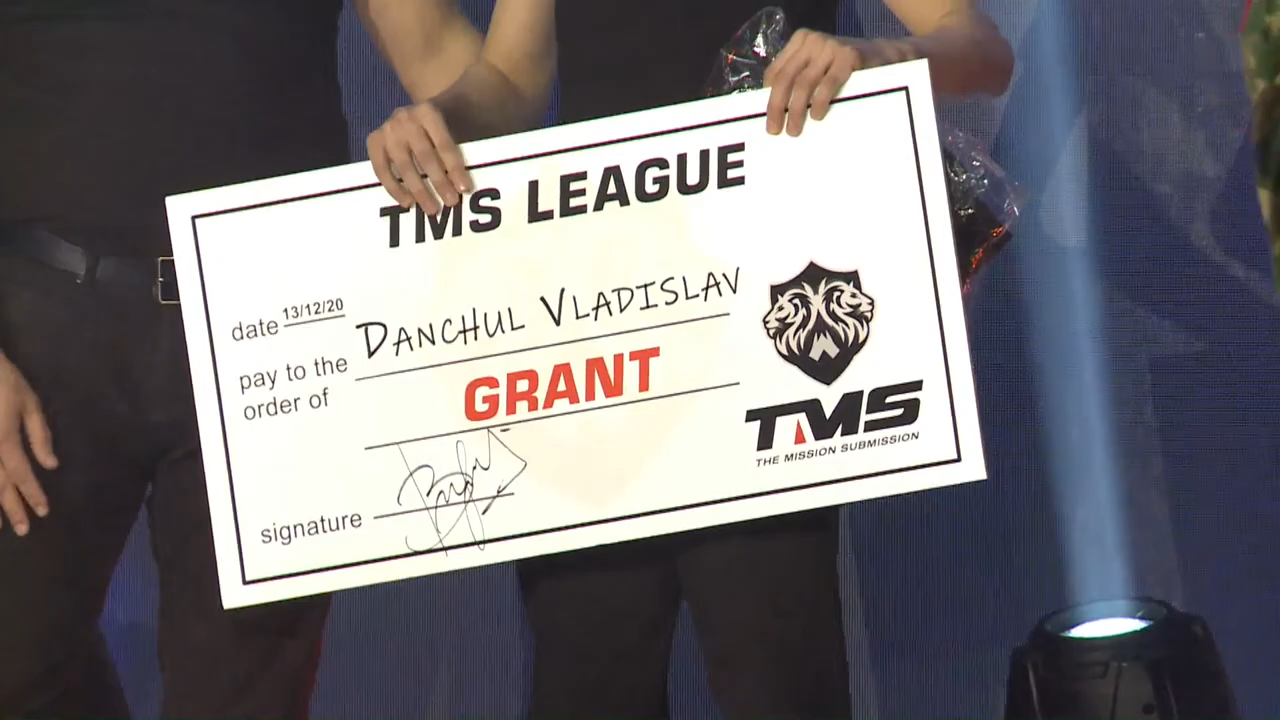 TMS LEAGUE
date 13/12/20
pay to the
order of
DANCHUL VLADISLAV
GRANT
signature
TMS
THE MISSION SUBMISSION